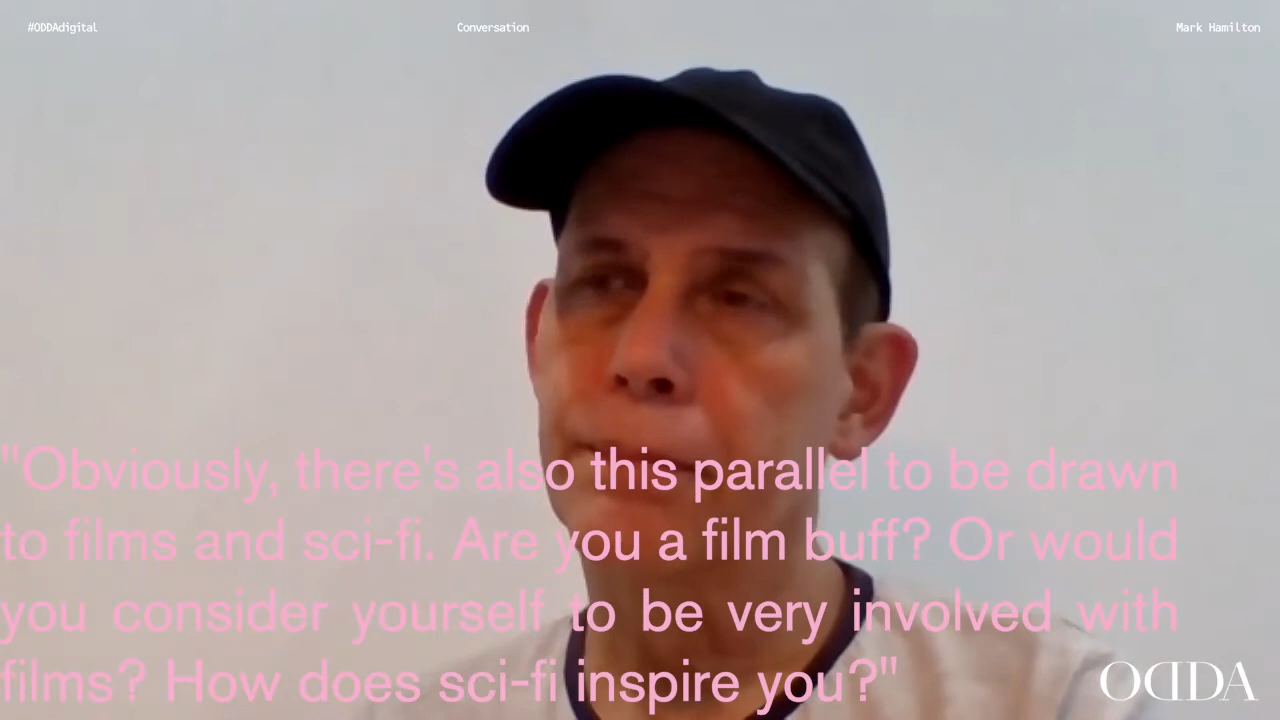 #ODDAdigital Conversation Mark Hamilton
"Obviously, there's also this parallel to be drawn
to films and sci-fi. Are you a film buff? Or would
you consider yourself to be very involved with
films? How does sci-fi inspire you?"
ODDA